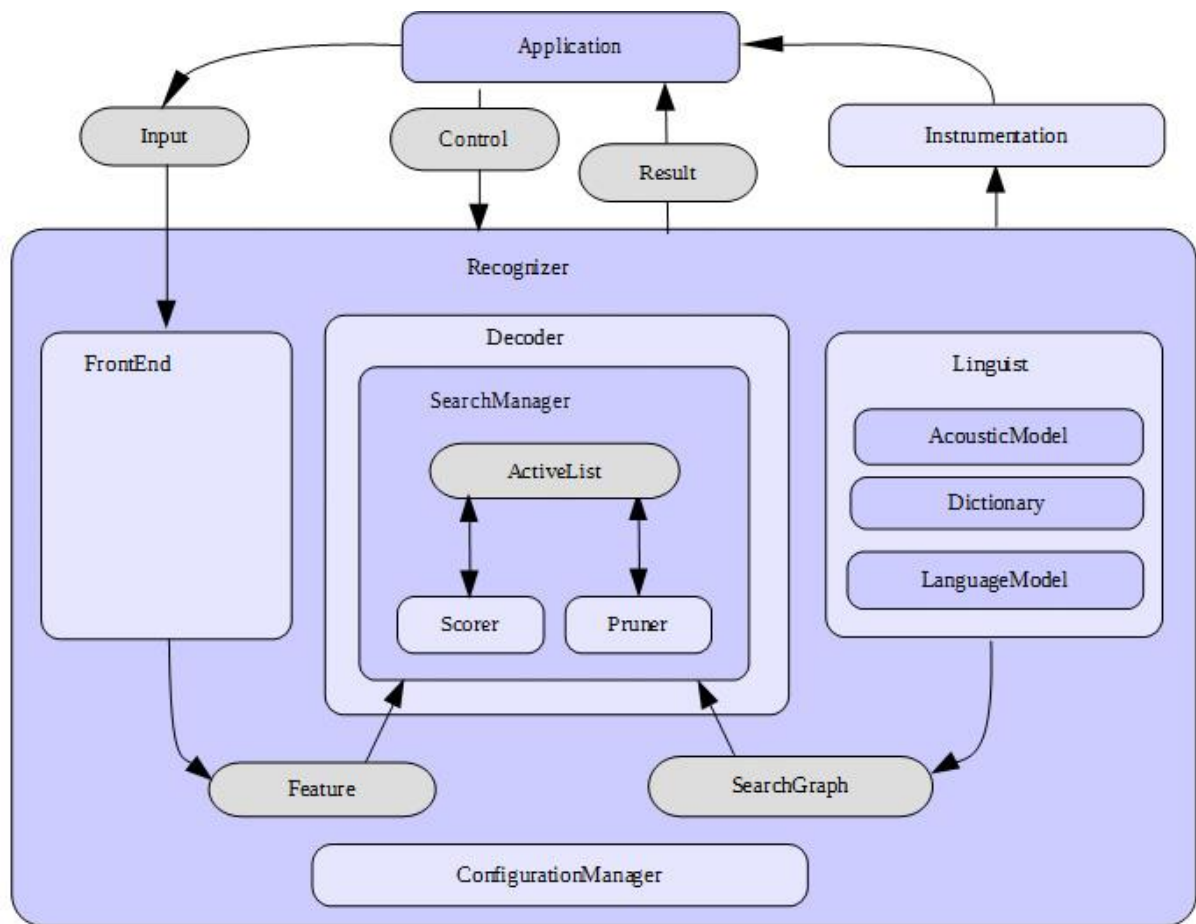 Application
Input
Control
Result
Instrumentation
Recognizer
FrontEnd
Decoder
SearchManager
ActiveList
Scorer
Pruner
Linguist
AcousticModel
Dictionary
LanguageModel
Feature
SearchGraph
ConfigurationManager